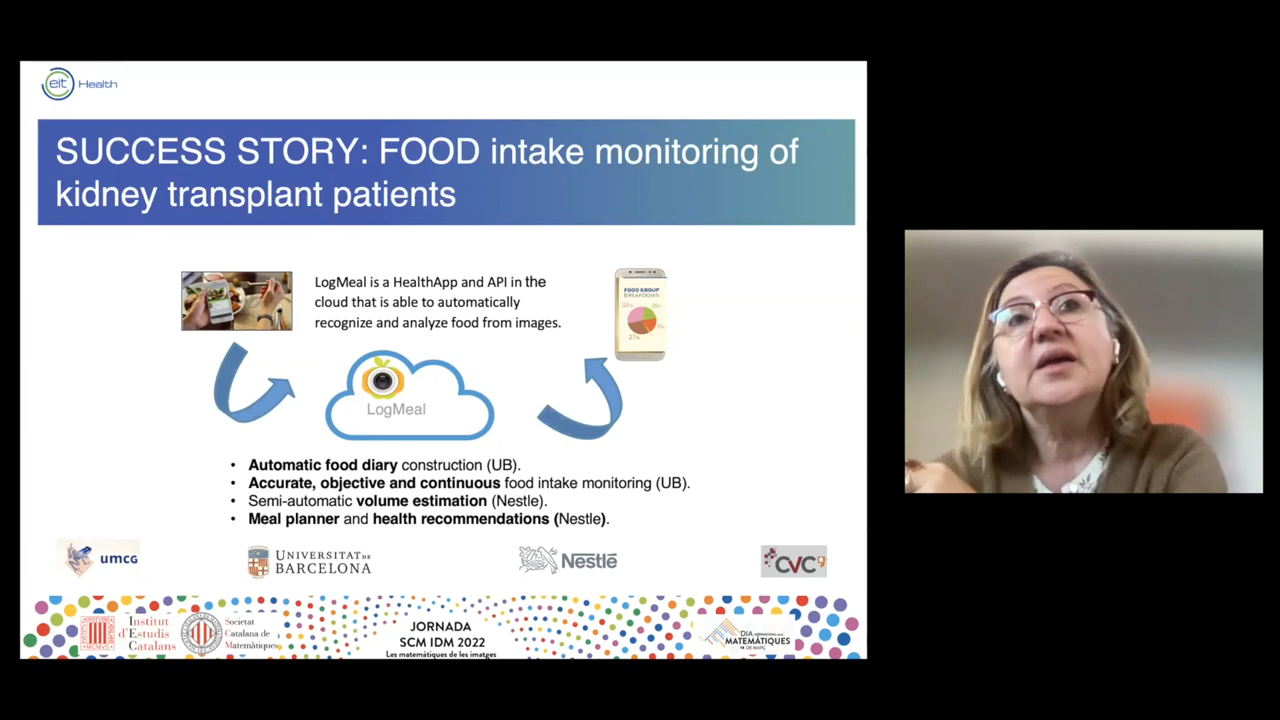 eit Health
SUCCESS STORY: FOOD intake monitoring of
kidney transplant patients
LogMeal is a HealthApp and API in the
cloud that is able to automatically
recognize and analyze food from images.
FOOD GROUP
BREAKDOWN
27%
LogMeal
• Automatic food diary construction (UB).
• Accurate, objective and continuous food intake monitoring (UB).
• Semi-automatic volume estimation (Nestle).
• Meal planner and health recommendations (Nestle).
umcg
UNIVERSITAT DE
BARCELONA
Nestlé
CVC
Institut
d'Estudis
Catalans
Societat
Catalana de
Matemàtiques
JORNADA
SCM IDM 2022
Les matemàtiques de les imatges
DIA
MATEMÀTIQUES
14 DE MARÇ